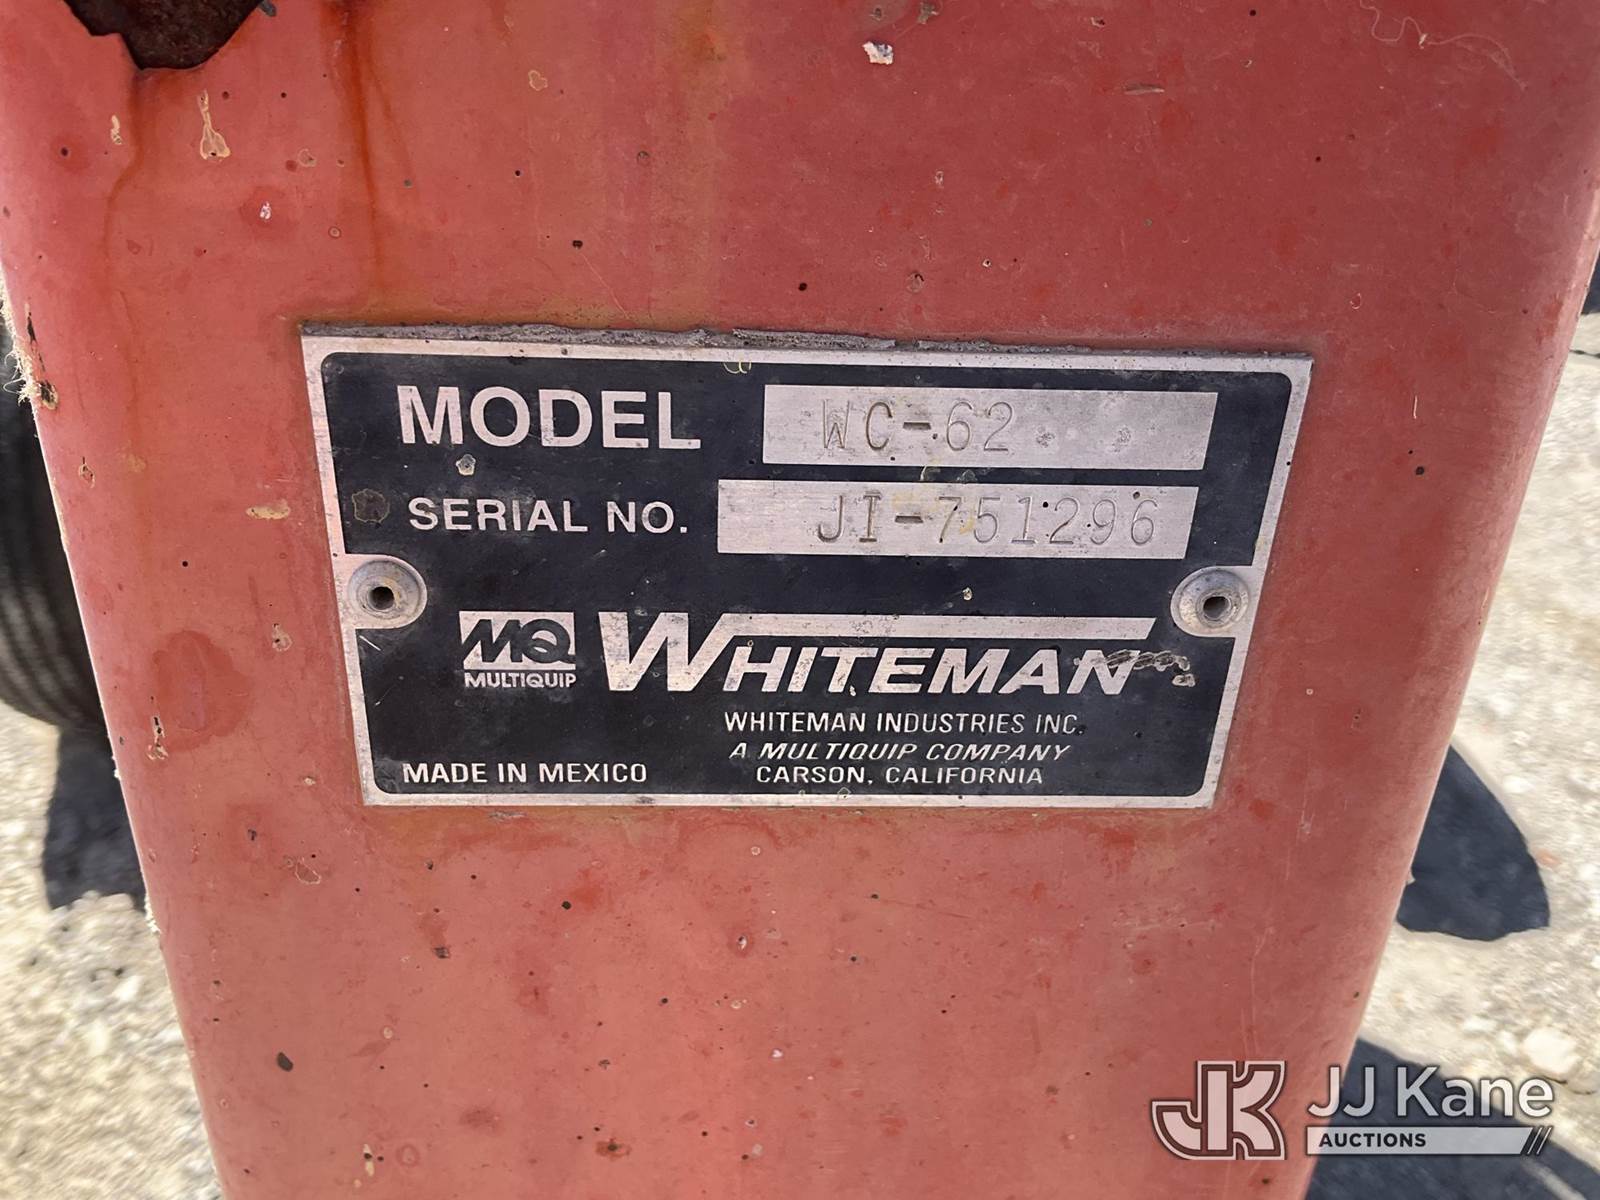 MODEL WC-62
SERIAL NO. JI-751296
MQ
MULTIQUIP
WHITEMAN
WHITEMAN INDUSTRIES INC.
A MULTIQUIP COMPANY
MADE IN MEXICO
CARSON, CALIFORNIA
JK
JJ Kane
AUCTIONS